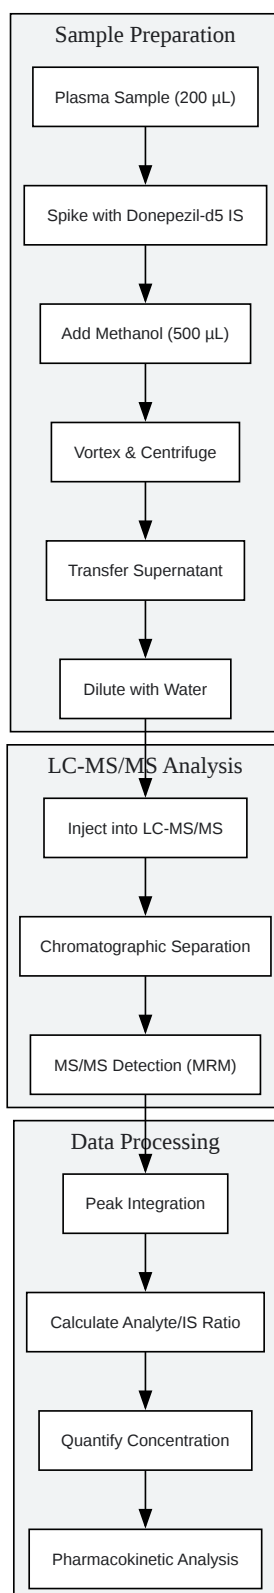 Sample Preparation
Plasma Sample (200 µL)
Spike with Donepezil-d5 IS
Add Methanol (500 µL)
Vortex & Centrifuge
Transfer Supernatant
Dilute with Water
LC-MS/MS Analysis
Inject into LC-MS/MS
Chromatographic Separation
MS/MS Detection (MRM)
Data Processing
Peak Integration
Calculate Analyte/IS Ratio
Quantify Concentration
Pharmacokinetic Analysis